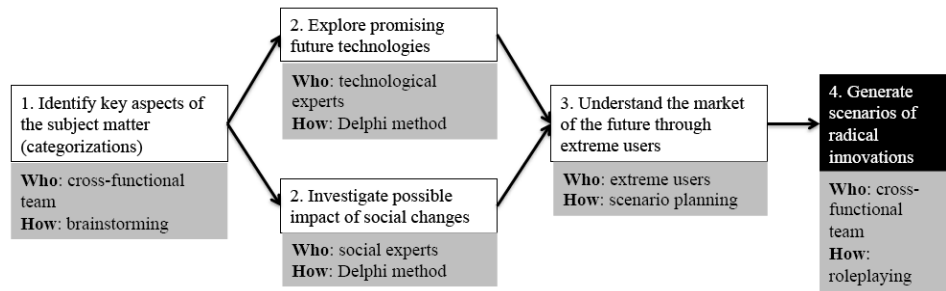 1. Identify key aspects of
the subject matter
(categorizations)
Who: cross-functional
team
How: brainstorming
2. Explore promising
future technologies
Who: technological
experts
How: Delphi method
2. Investigate possible
impact of social changes
Who: social experts
How: Delphi method
3. Understand the market
of the future through
extreme users
Who: extreme users
How: scenario planning
4. Generate
scenarios of
radical
innovations
Who: cross-
functional
team
How:
roleplaying